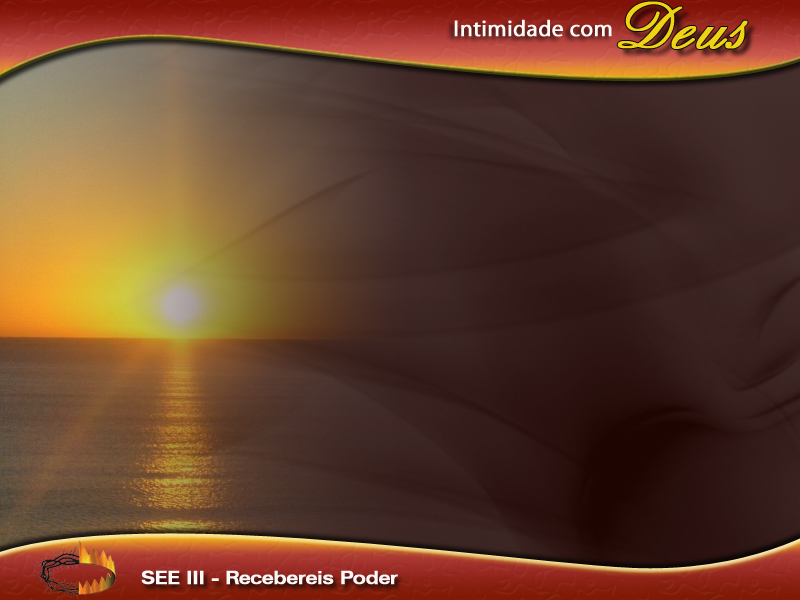 Intimidade com Deus
SEE III - Recebereis Poder